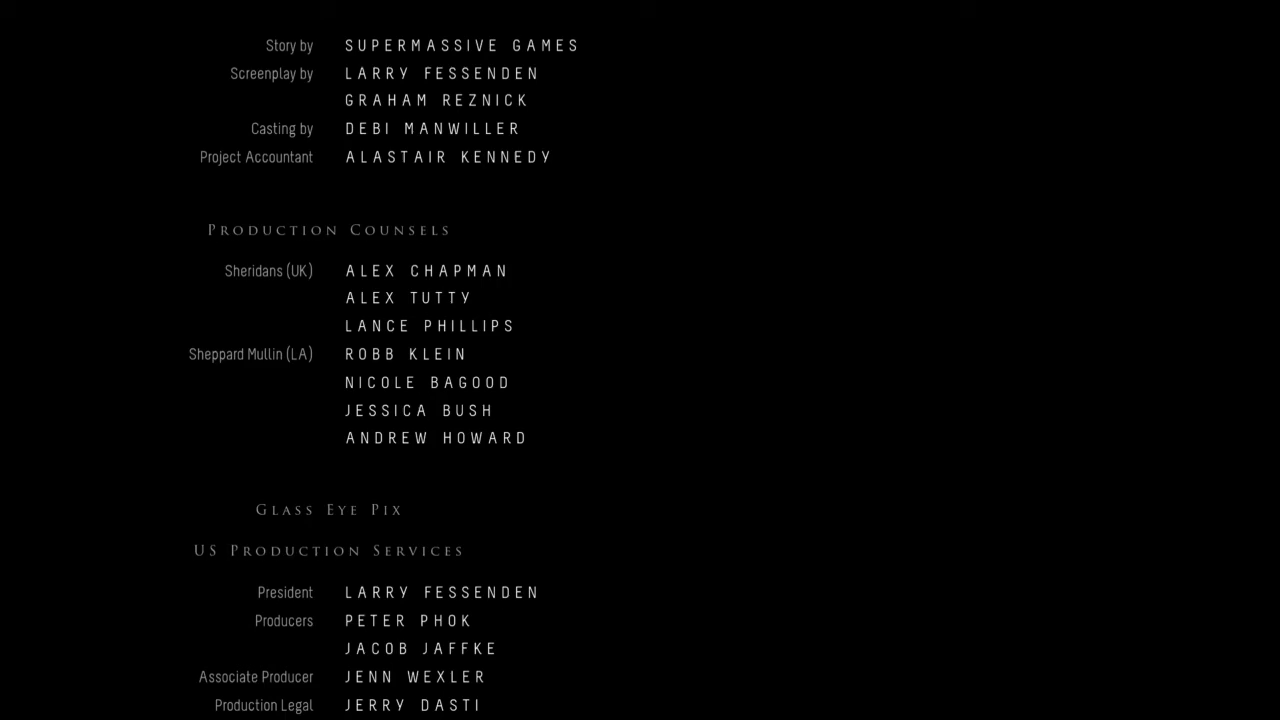 Story by SUPERMASSIVE GAMES
Screenplay by LARRY FESSENDEN
GRAHAM REZNICK
Casting by DEBI MANWILLER
Project Accountant ALASTAIR KENNEDY
PRODUCTION COUNSELS
Sheridans (UK) ALEX CHAPMAN
ALEX TUTTY
LANCE PHILLIPS
Sheppard Mullin (LA) ROBB KLEIN
NICOLE BAGOOD
JESSICA BUSH
ANDREW HOWARD
GLASS EYE PIX
US PRODUCTION SERVICES
President LARRY FESSENDEN
Producers PETER PHOK
JACOB JAFFKE
Associate Producer JENN WEXLER
Production Legal JERRY DASTI